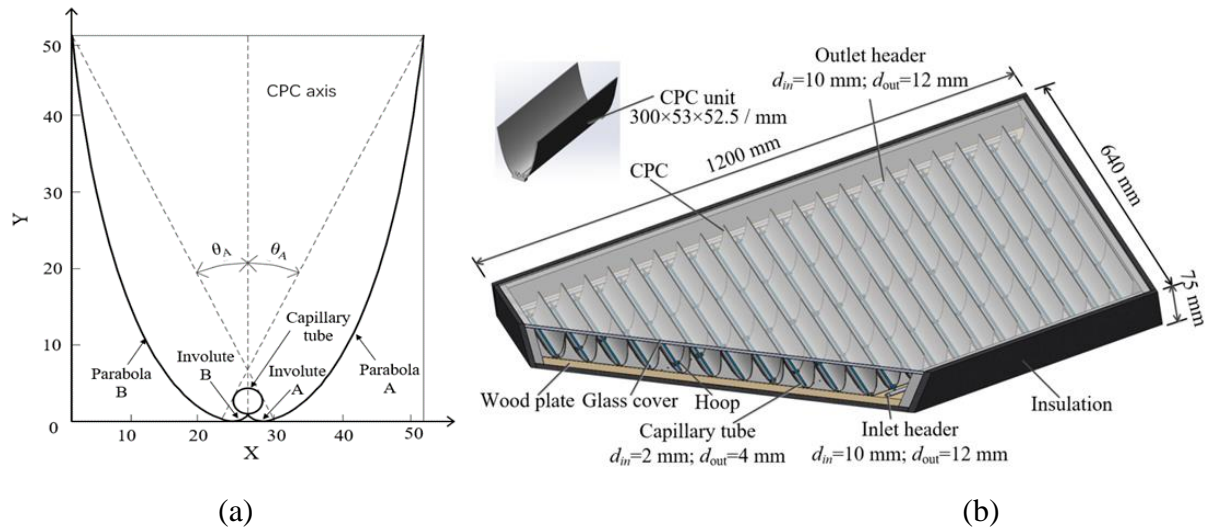 50
40
30
20
10
0
Y
10
20
30
40
50
X
CPC axis
θA
θA
Capillary
tube
Involute
B
Involute
A
Parabola
B
Parabola
A
(a)
CPC unit
300×53×52.5 / mm
Outlet header
din=10 mm; dout=12 mm
1200 mm
CPC
640 mm
75 mm
Wood plate
Glass cover
Hoop
Insulation
Capillary tube
din=2 mm; dout=4 mm
Inlet header
din=10 mm; dout=12 mm
(b)